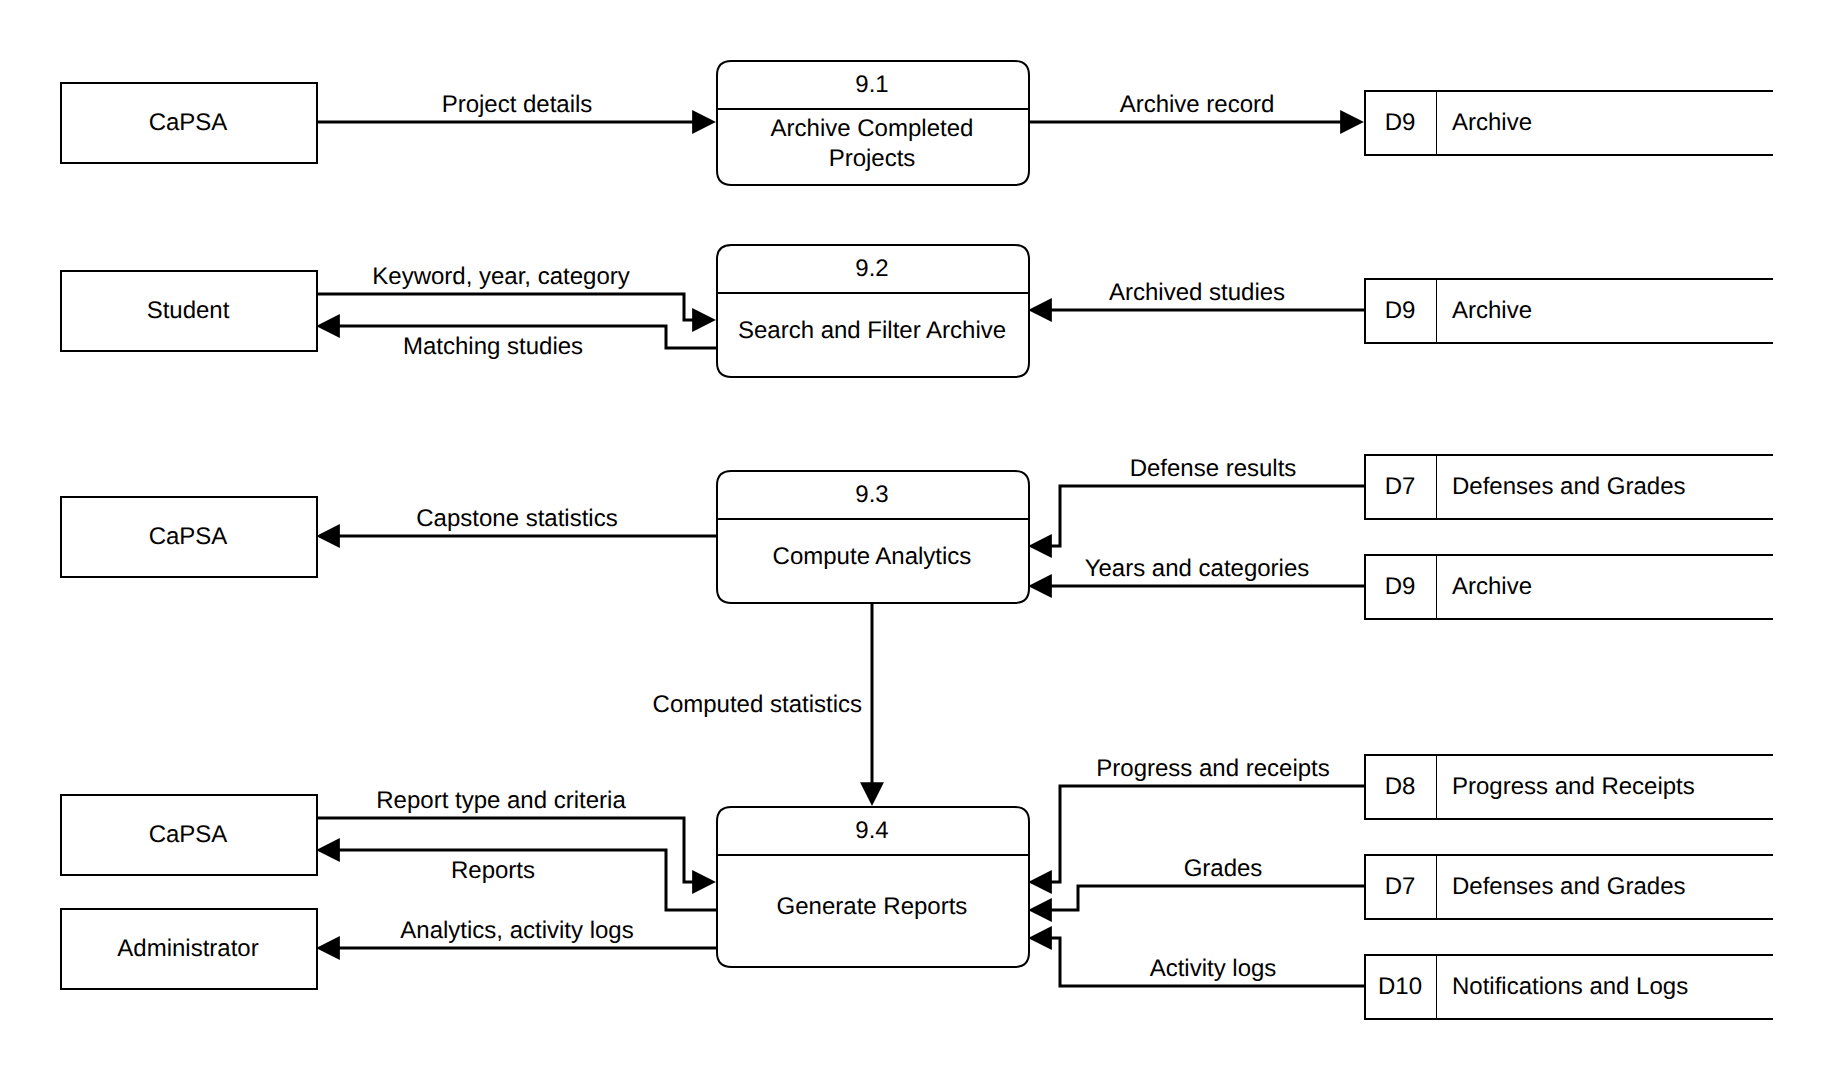 CaPSA
Project details
9.1
Archive Completed
Projects
Archive record
D9
Archive
Student
Keyword, year, category
Matching studies
9.2
Search and Filter Archive
Archived studies
D9
Archive
CaPSA
Capstone statistics
9.3
Compute Analytics
Defense results
D7
Defenses and Grades
Years and categories
D9
Archive
Computed statistics
CaPSA
Report type and criteria
Reports
Administrator
Analytics, activity logs
9.4
Generate Reports
Progress and receipts
D8
Progress and Receipts
Grades
D7
Defenses and Grades
Activity logs
D10
Notifications and Logs